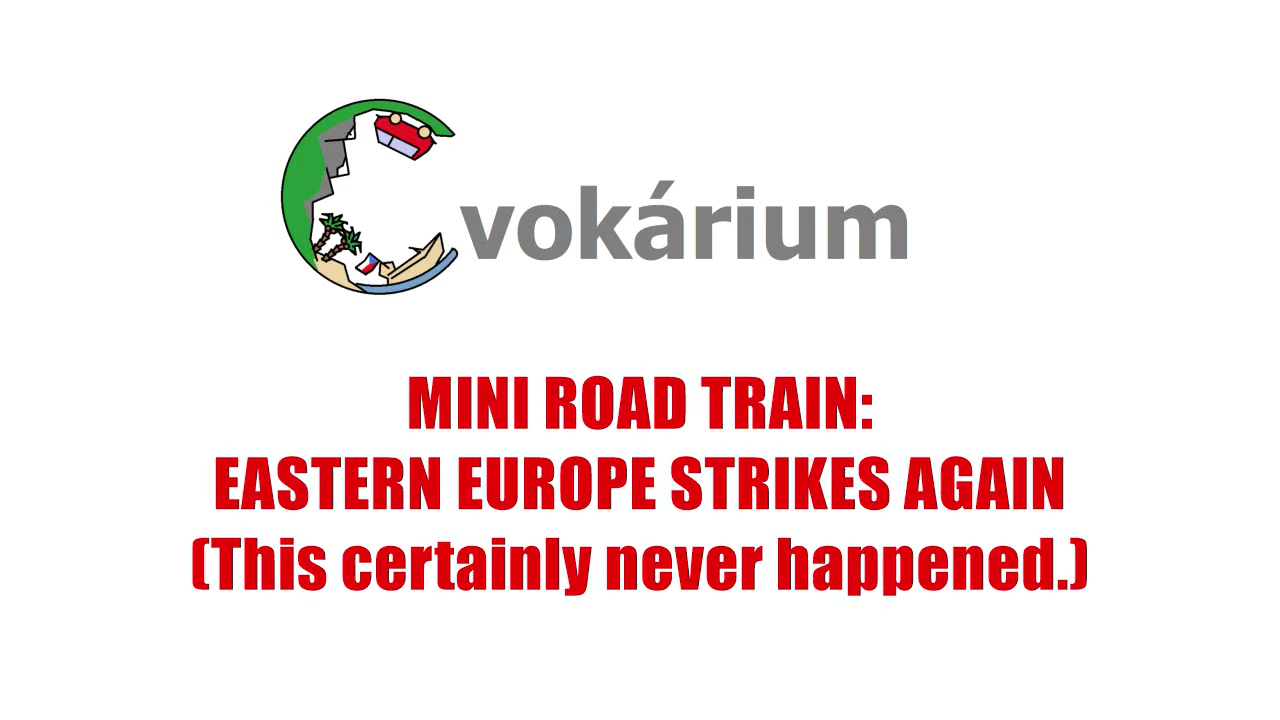 Cvokárium
MINI ROAD TRAIN:
EASTERN EUROPE STRIKES AGAIN
(This certainly never happened.)